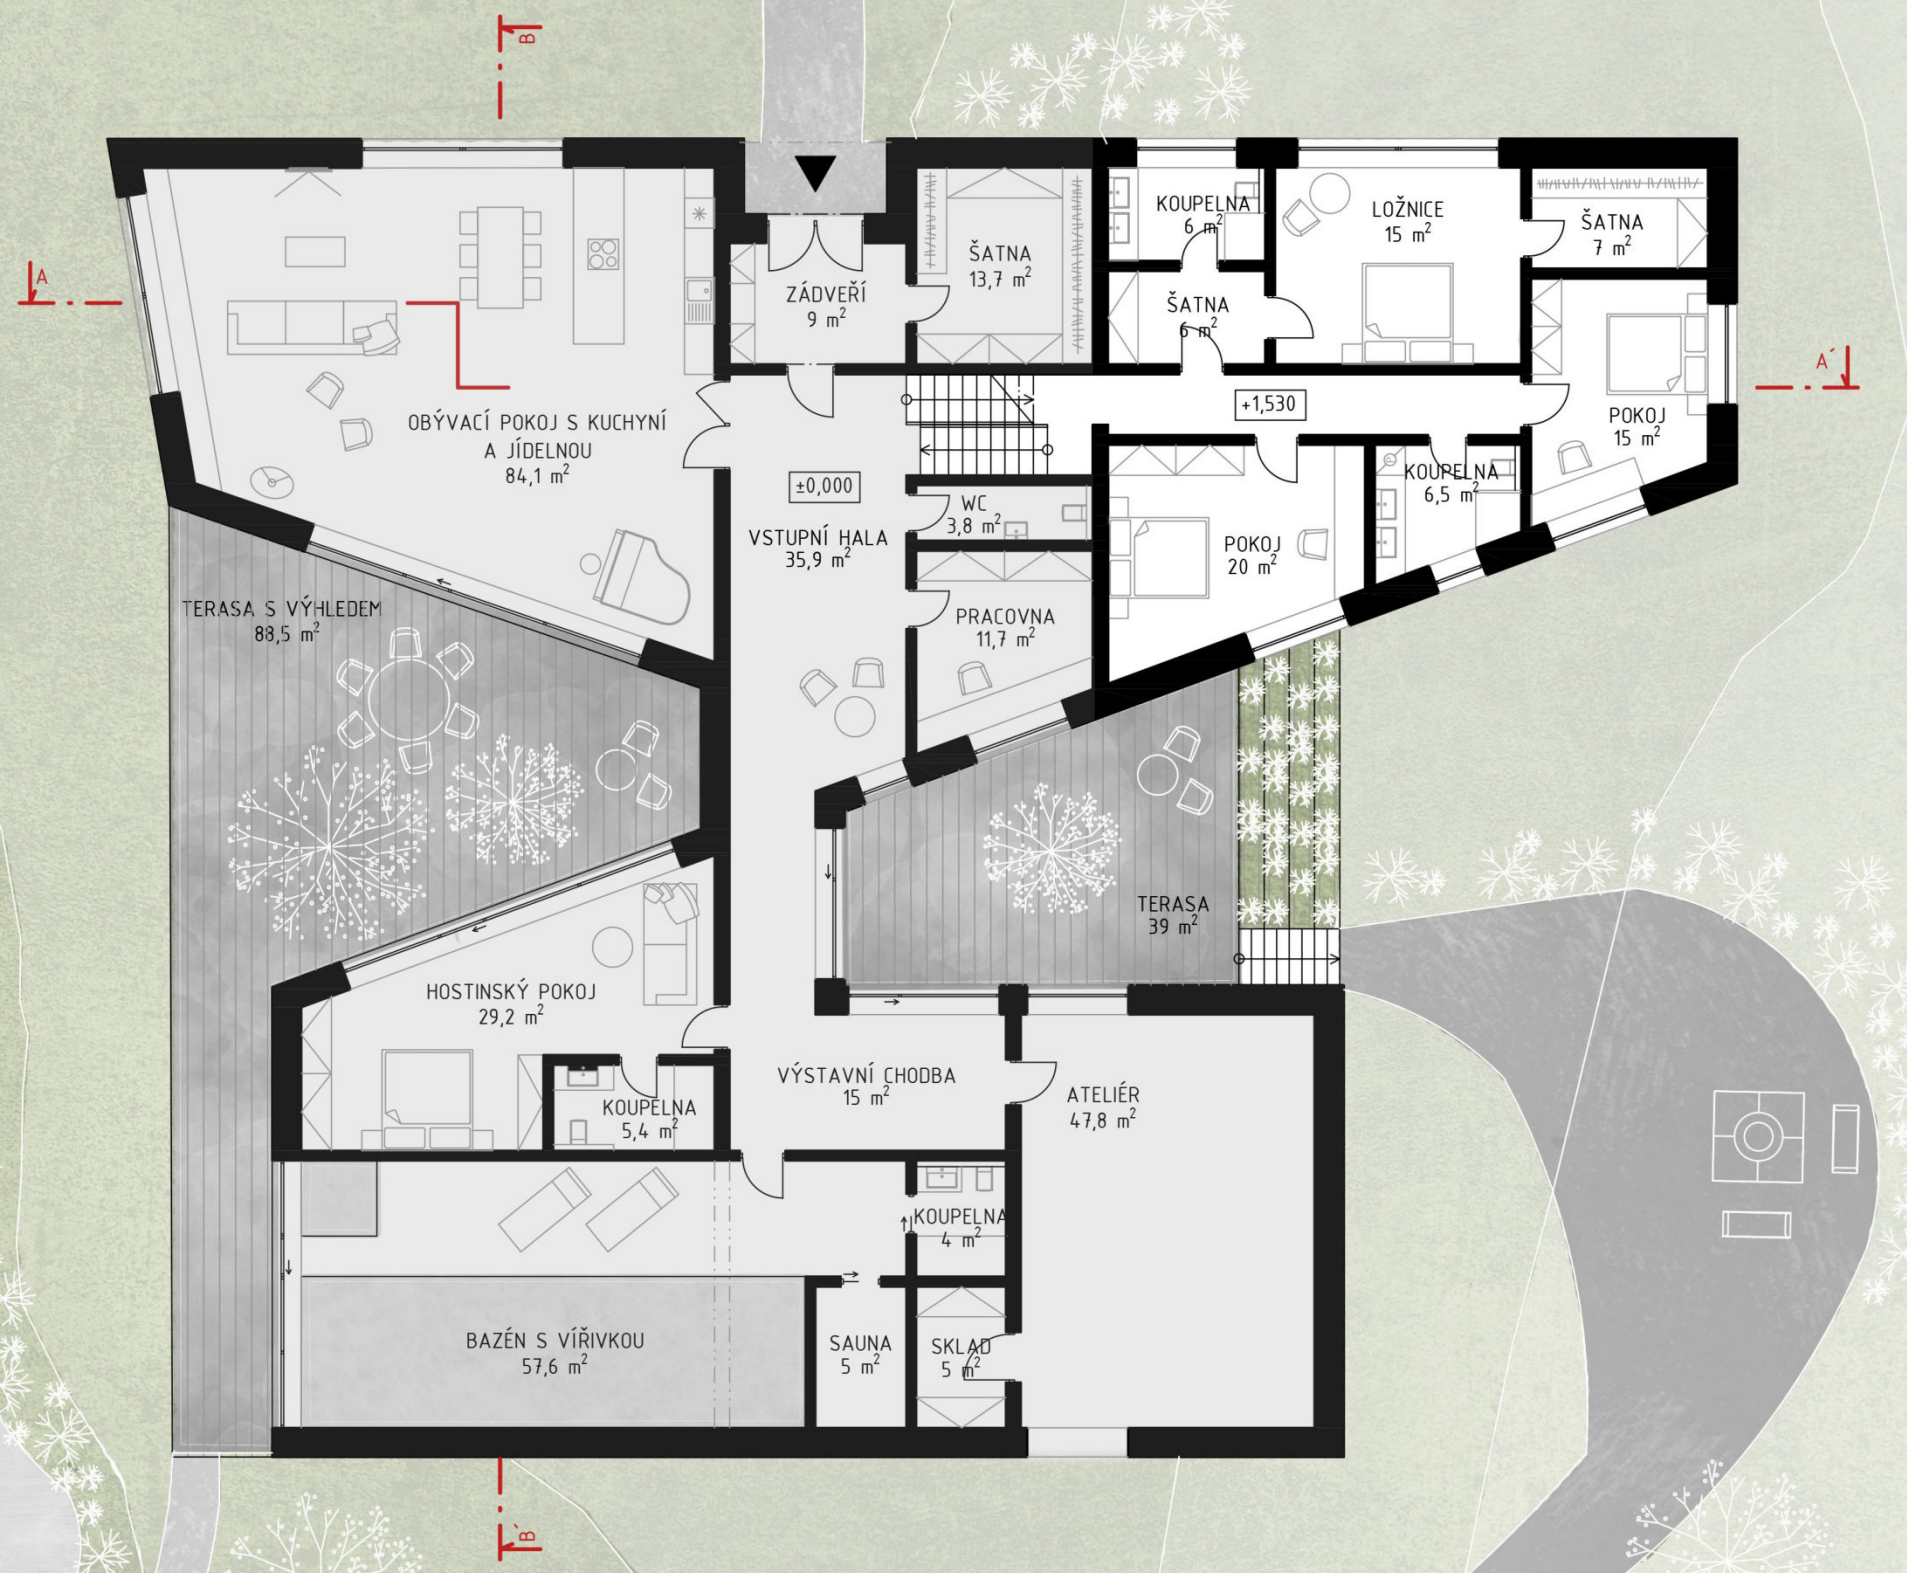 B
KOUPELNA
6 m²
LOŽNICE
15 m²
ŠATNA
7 m²
ŠATNA
13,7 m²
ZÁDVEŘÍ
9 m²
ŠATNA
6 m²
A
A´
+1,530
OBÝVACÍ POKOJ S KUCHYNÍ
A JÍDELNOU
84,1 m²
POKOJ
15 m²
KOUPELNA
6,5 m²
±0,000
WC
3,8 m²
VSTUPNÍ HALA
35,9 m²
POKOJ
20 m²
TERASA S VÝHLEDEM
88,5 m²
PRACOVNA
11,7 m²
TERASA
39 m²
HOSTINSKÝ POKOJ
29,2 m²
VÝSTAVNÍ CHODBA
15 m²
ATELIÉR
47,8 m²
KOUPELNA
5,4 m²
KOUPELNA
4 m²
BAZÉN S VÍŘIVKOU
57,6 m²
SAUNA
5 m²
SKLAD
5 m²
B´